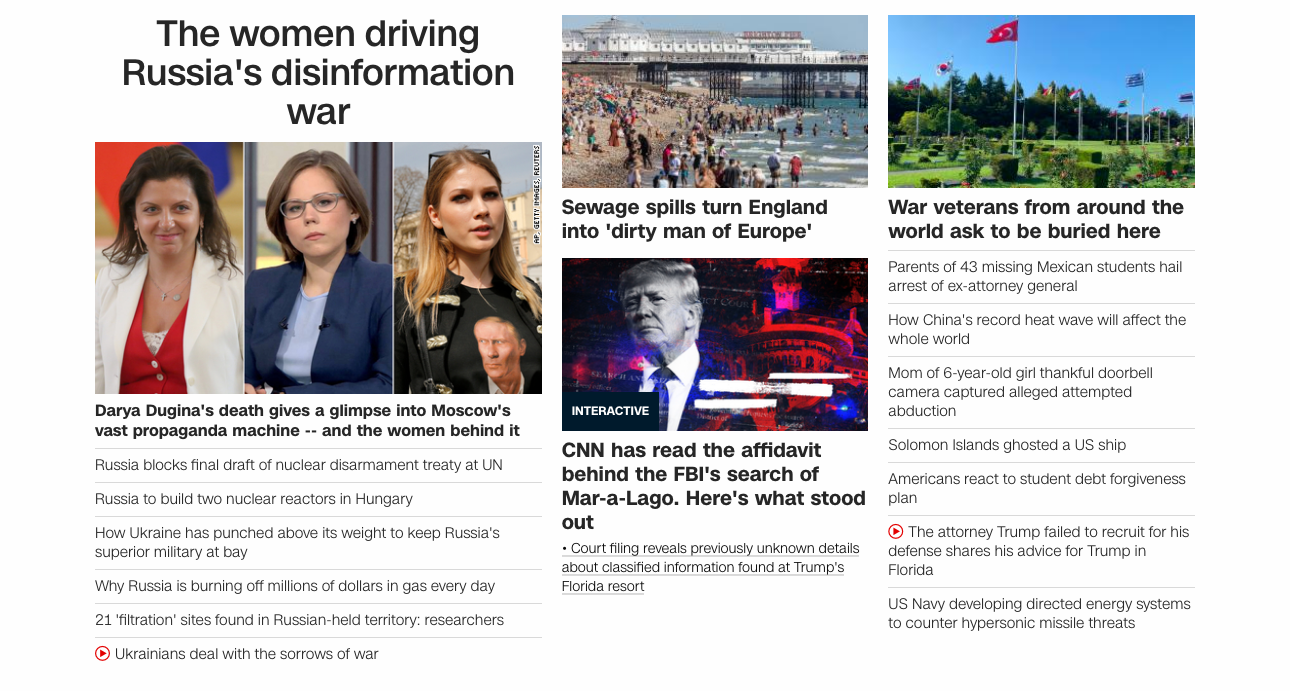 The women driving
Russia's disinformation
war
AP, GETTY IMAGES, REUTERS
Darya Dugina's death gives a glimpse into Moscow's
vast propaganda machine -- and the women behind it
Russia blocks final draft of nuclear disarmament treaty at UN
Russia to build two nuclear reactors in Hungary
How Ukraine has punched above its weight to keep Russia's
superior military at bay
Why Russia is burning off millions of dollars in gas every day
21 'filtration' sites found in Russian-held territory: researchers
Ukrainians deal with the sorrows of war
Sewage spills turn England
into 'dirty man of Europe'
INTERACTIVE
CNN has read the affidavit
behind the FBI's search of
Mar-a-Lago. Here's what stood
out
• Court filing reveals previously unknown details
about classified information found at Trump's
Florida resort
War veterans from around the
world ask to be buried here
Parents of 43 missing Mexican students hail
arrest of ex-attorney general
How China's record heat wave will affect the
whole world
Mom of 6-year-old girl thankful doorbell
camera captured alleged attempted
abduction
Solomon Islands ghosted a US ship
Americans react to student debt forgiveness
plan
The attorney Trump failed to recruit for his
defense shares his advice for Trump in
Florida
US Navy developing directed energy systems
to counter hypersonic missile threats